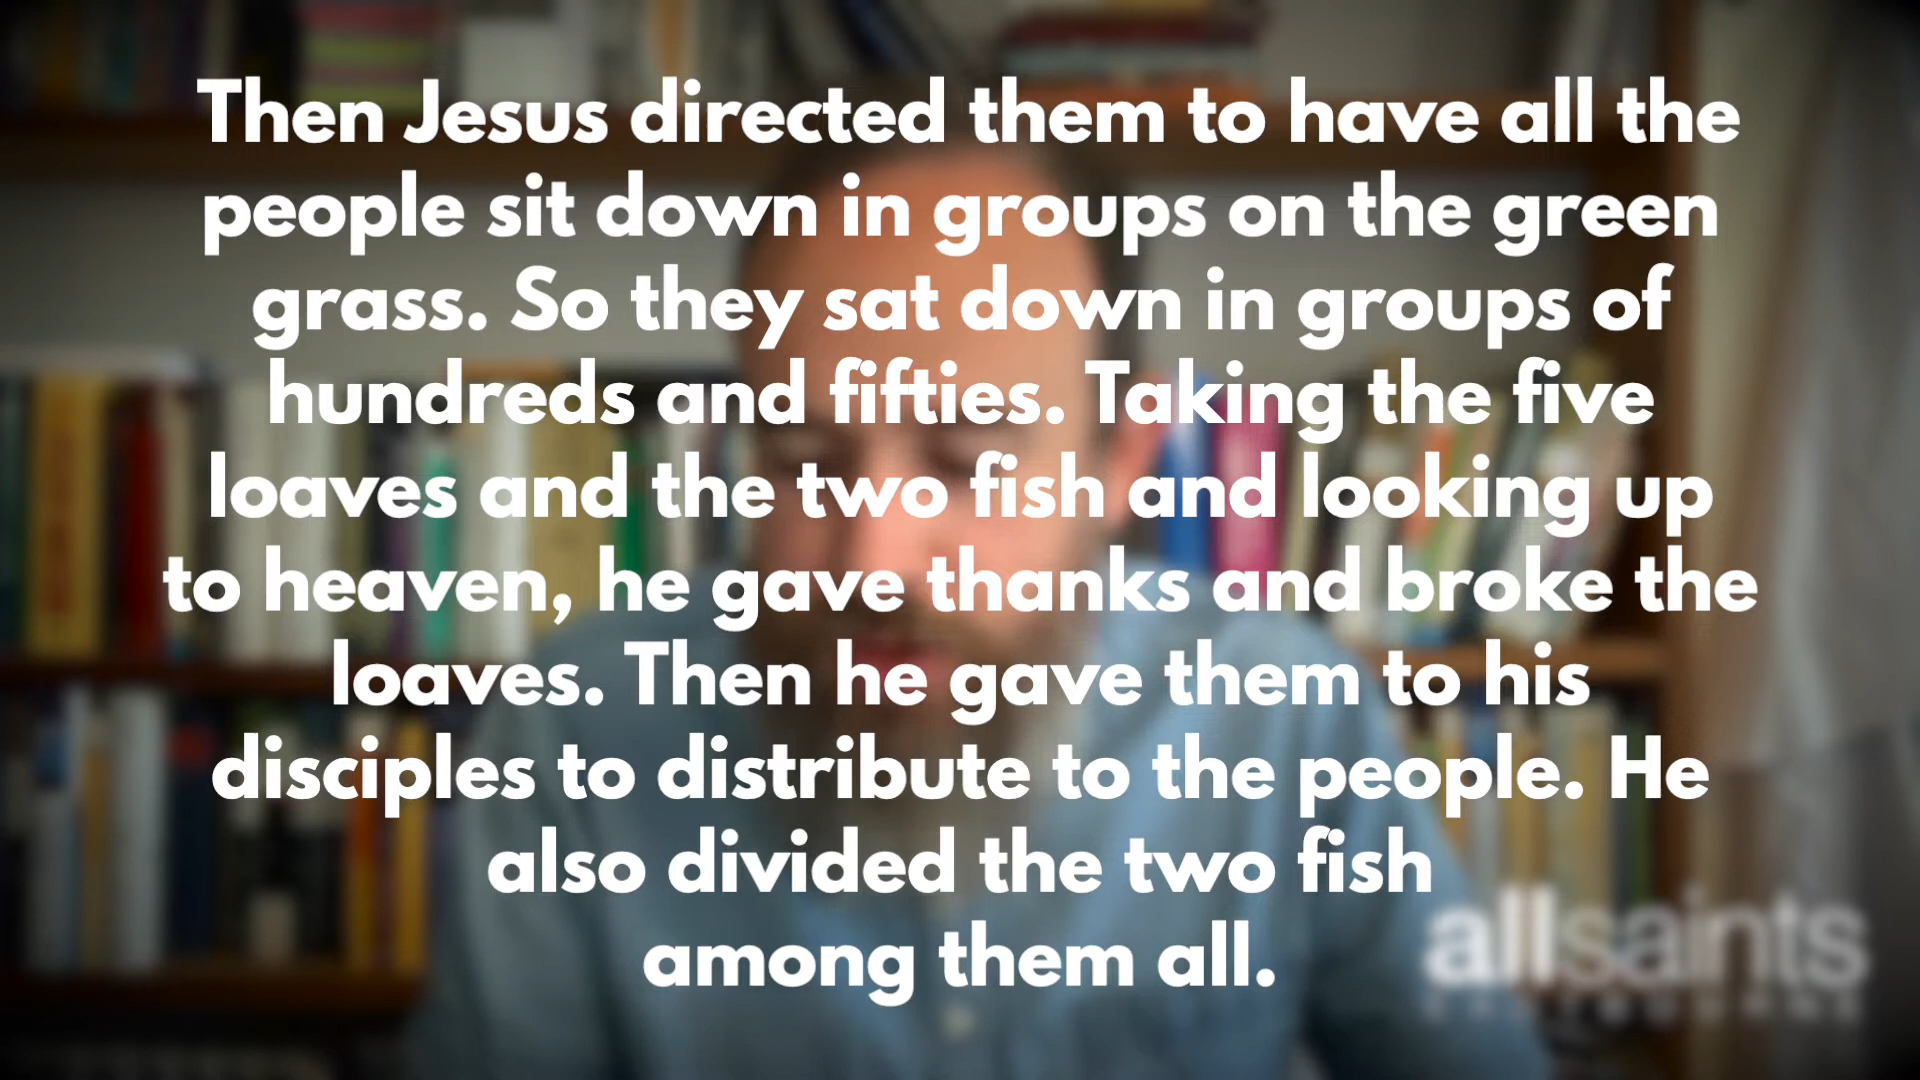 Then Jesus directed them to have all the
people sit down in groups on the green
grass. So they sat down in groups of
hundreds and fifties. Taking the five
loaves and the two fish and looking up
to heaven, he gave thanks and broke the
loaves. Then he gave them to his
disciples to distribute to the people. He
also divided the two fish
among them all.
allsaints